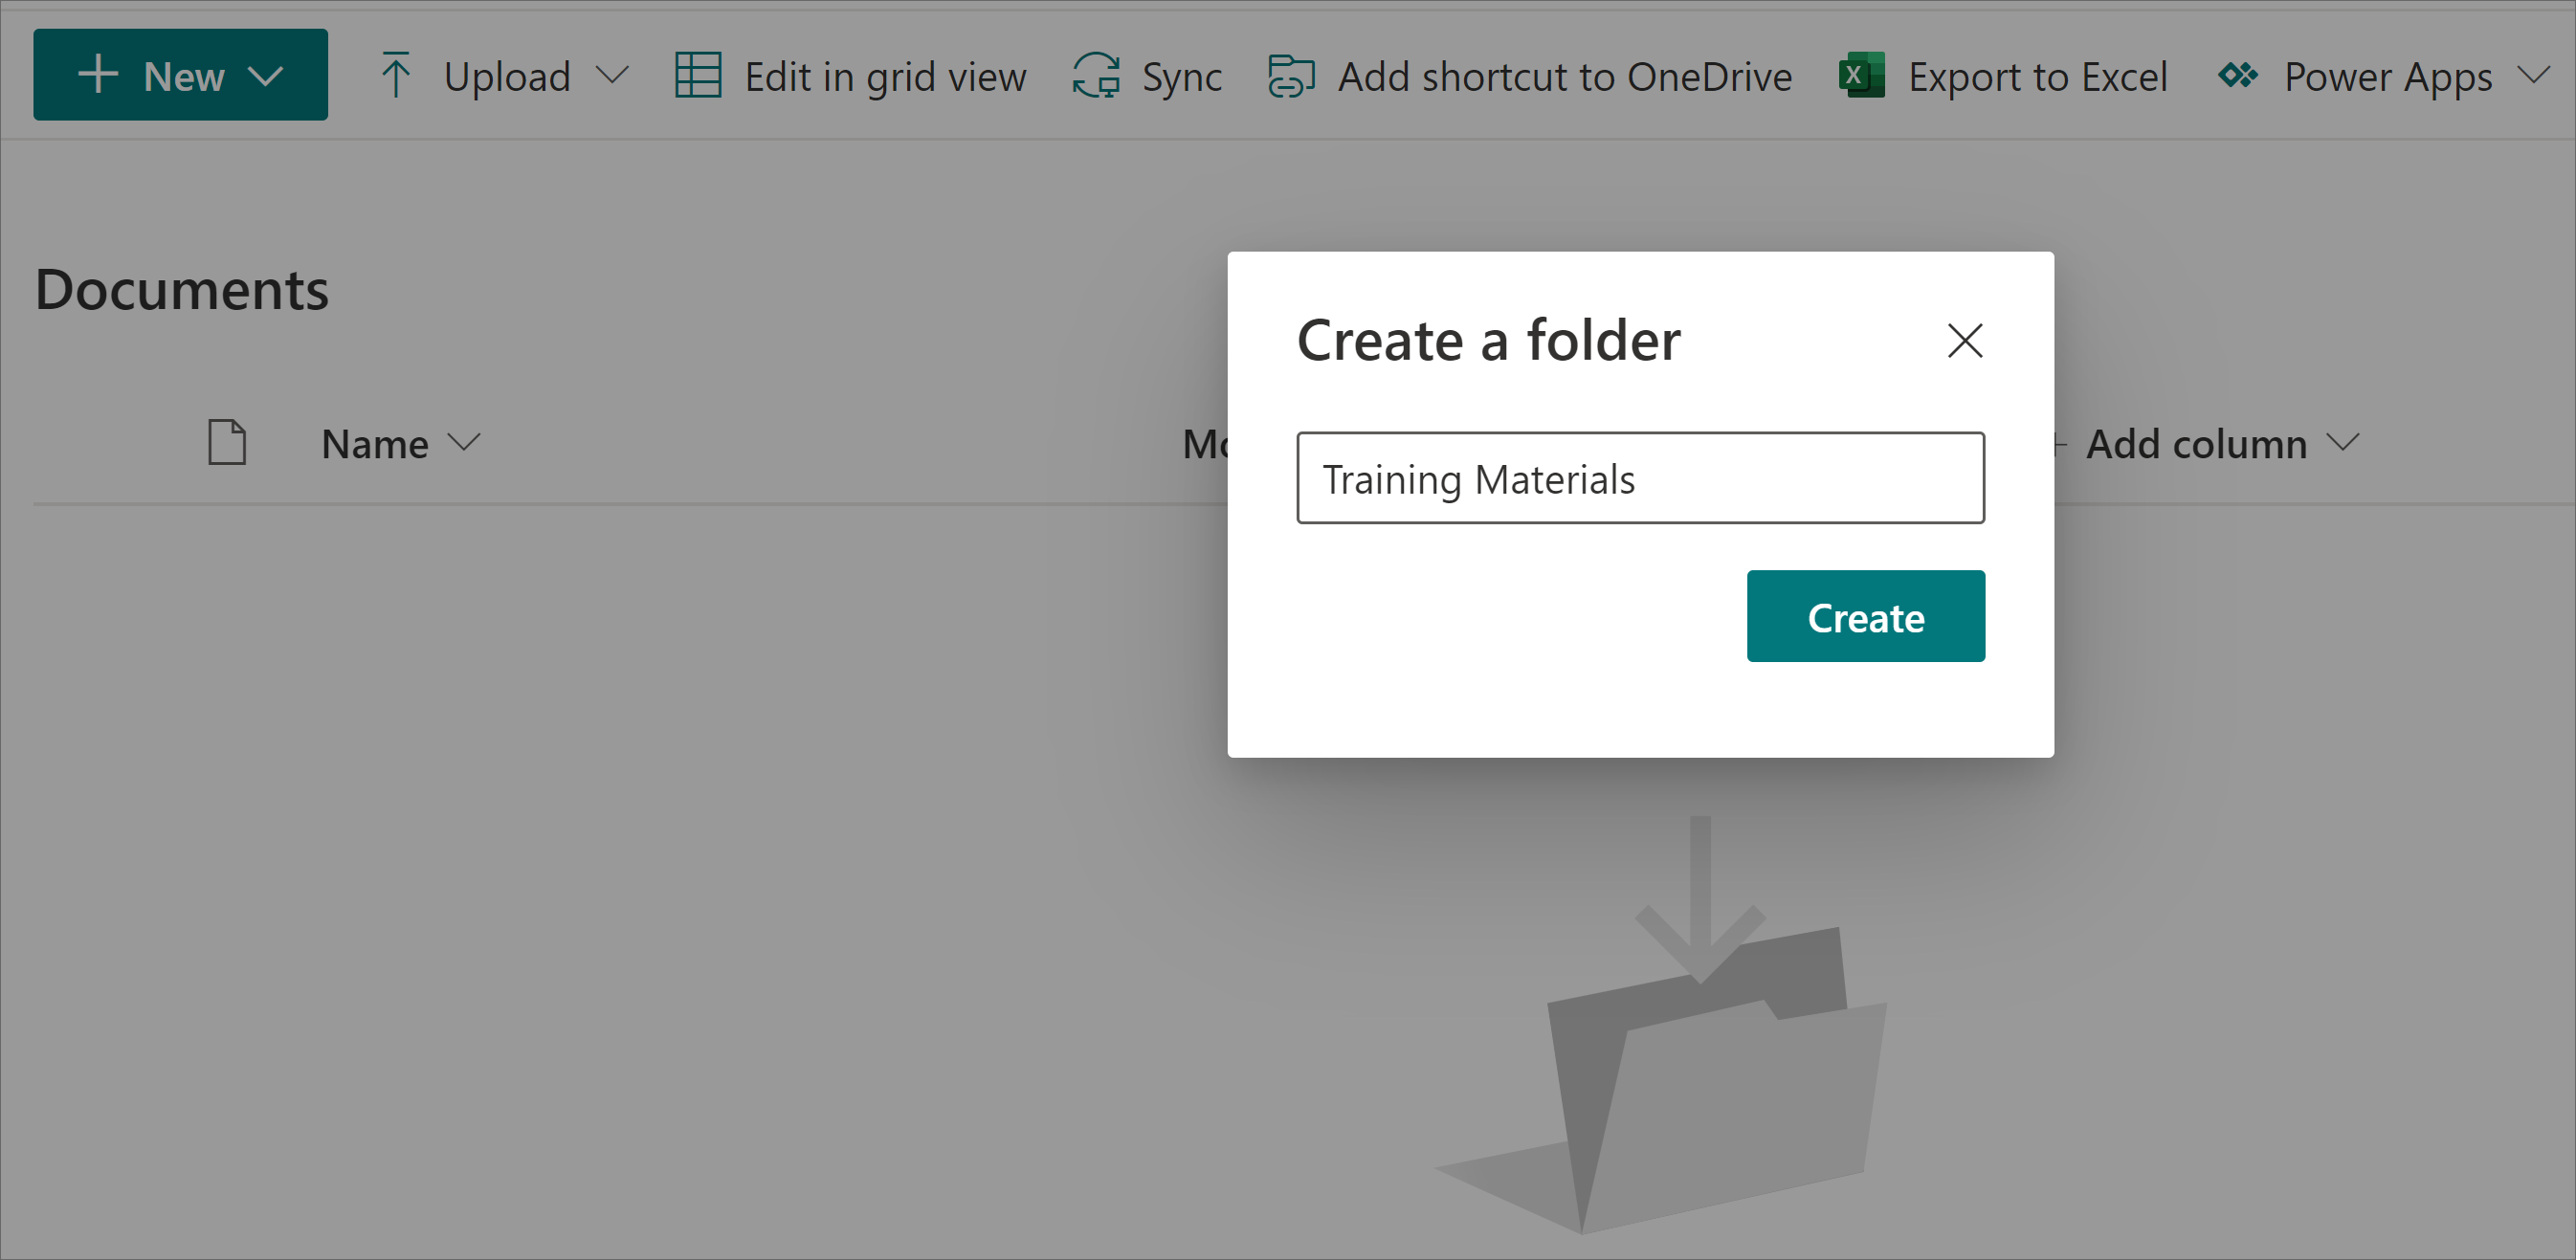 New Upload Edit in grid view Sync Add shortcut to OneDrive Export to Excel Power Apps
Documents
Create a folder
Name Mo Add column
Training Materials
Create